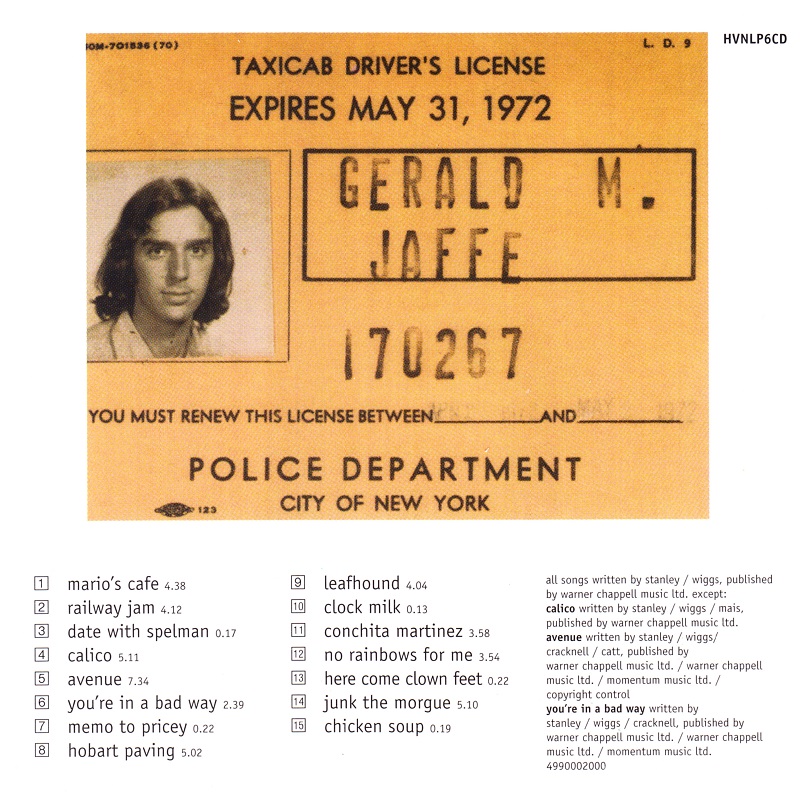 30M-701536 (70)
L. D. 9
HVNLP6CD
TAXICAB DRIVER'S LICENSE
EXPIRES MAY 31, 1972
GERALD M.
JAFFE
170267
YOU MUST RENEW THIS LICENSE BETWEEN AND
MAY 1972
POLICE DEPARTMENT
CITY OF NEW YORK
123
1 mario's cafe 4.38
2 railway jam 4.12
3 date with spelman 0.17
4 calico 5.11
5 avenue 7.34
6 you're in a bad way 2.39
7 memo to pricey 0.22
8 hobart paving 5.02
9 leafhound 4.04
10 clock milk 0.13
11 conchita martinez 3.58
12 no rainbows for me 3.54
13 here come clown feet 0.22
14 junk the morgue 5.10
15 chicken soup 0.19
all songs written by stanley / wiggs, published
by warner chappell music ltd. except:
calico written by stanley / wiggs / mais,
published by warner chappell music ltd.
avenue written by stanley / wiggs/
cracknell / catt, published by
warner chappell music ltd. / warner chappell
music ltd. / momentum music ltd. /
copyright control
you're in a bad way written by
stanley / wiggs / cracknell, published by
warner chappell music ltd. / warner chappell
music ltd. / momentum music ltd.
4990002000